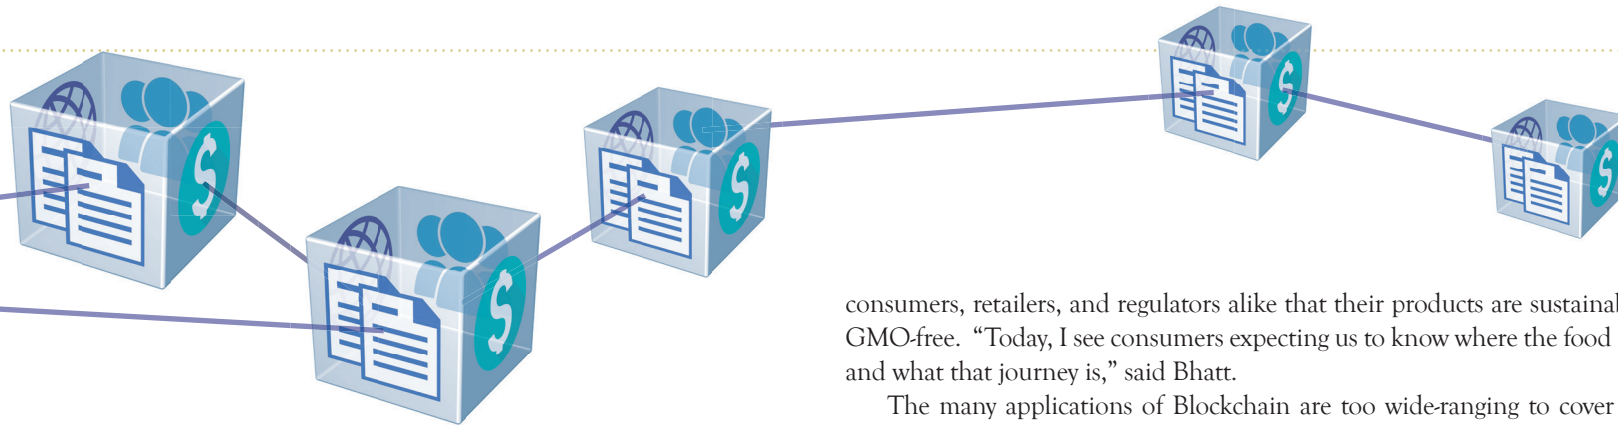 consumers, retailers, and regulators alike that their products are
GMO-free. “Today, I see consumers expecting us to know where the food
and what that journey is,” said Bhatt.
The many applications of Blockchain are too wide-ranging to cover